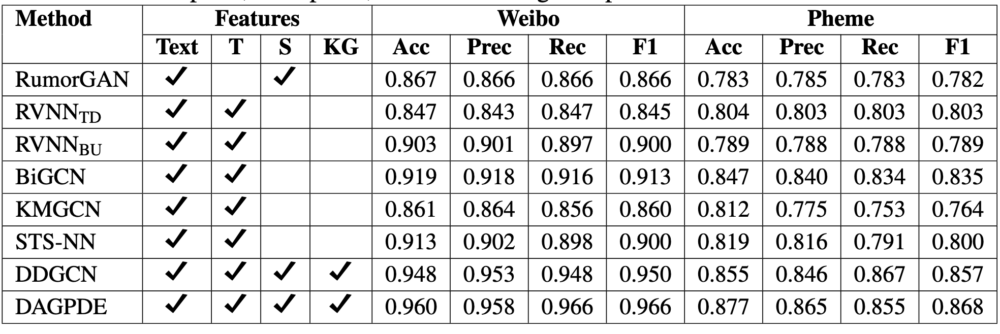 Method Features Weibo Pheme
Text T S KG Acc Prec Rec F1 Acc Prec Rec F1
RumorGAN ✓ ✓ 0.867 0.866 0.866 0.866 0.783 0.785 0.783 0.782
RVNN_TD ✓ ✓ 0.847 0.843 0.847 0.845 0.804 0.803 0.803 0.803
RVNN_BU ✓ ✓ 0.903 0.901 0.897 0.900 0.789 0.788 0.788 0.789
BiGCN ✓ ✓ 0.919 0.918 0.916 0.913 0.847 0.840 0.834 0.835
KMGCN ✓ ✓ 0.861 0.864 0.856 0.860 0.812 0.775 0.753 0.764
STS-NN ✓ ✓ 0.913 0.902 0.898 0.900 0.819 0.816 0.791 0.800
DDGCN ✓ ✓ ✓ ✓ 0.948 0.953 0.948 0.950 0.855 0.846 0.867 0.857
DAGPDE ✓ ✓ ✓ ✓ 0.960 0.958 0.966 0.966 0.877 0.865 0.855 0.868